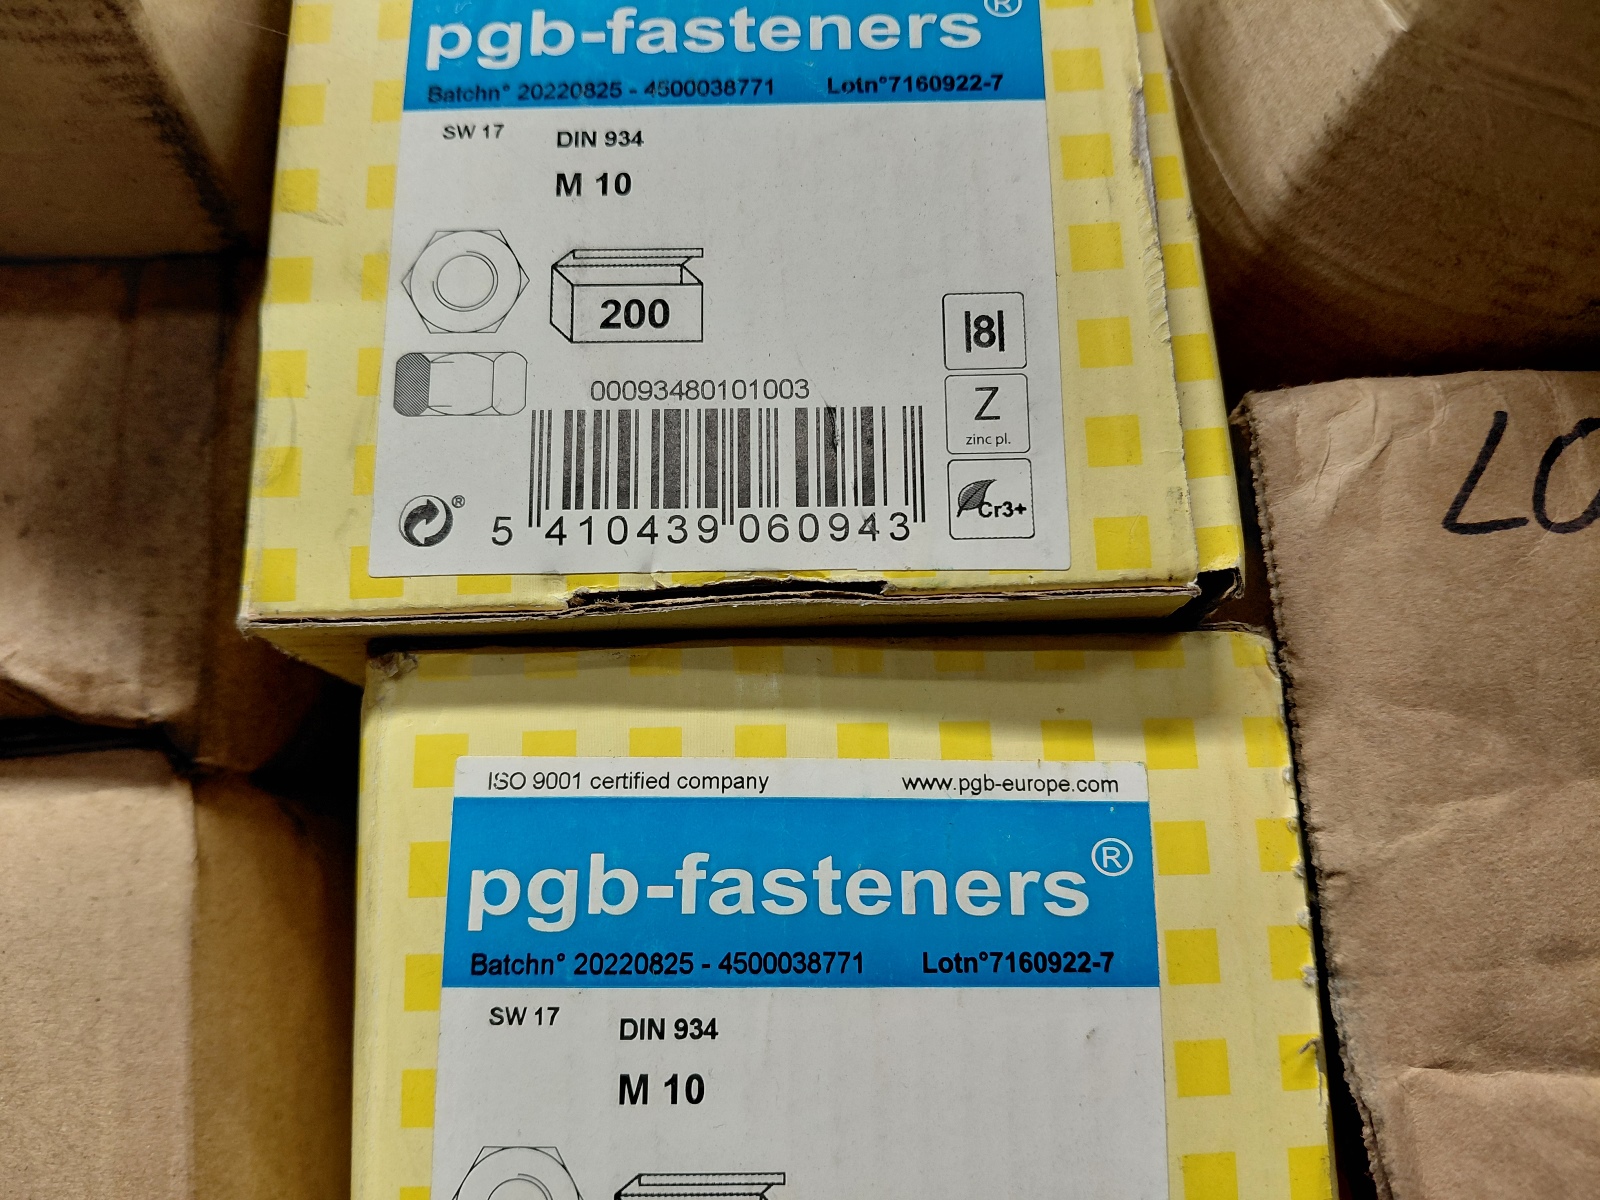 pgb-fasteners®
Batchn° 20220825 - 4500038771 Lotn°7160922-7
SW 17 DIN 934
M 10
200
|8|
00093480101003
Z
zinc pl.
Cr3+
®
5 410439 060943
ISO 9001 certified company www.pgb-europe.com
pgb-fasteners®
Batchn° 20220825 - 4500038771 Lotn°7160922-7
SW 17 DIN 934
M 10